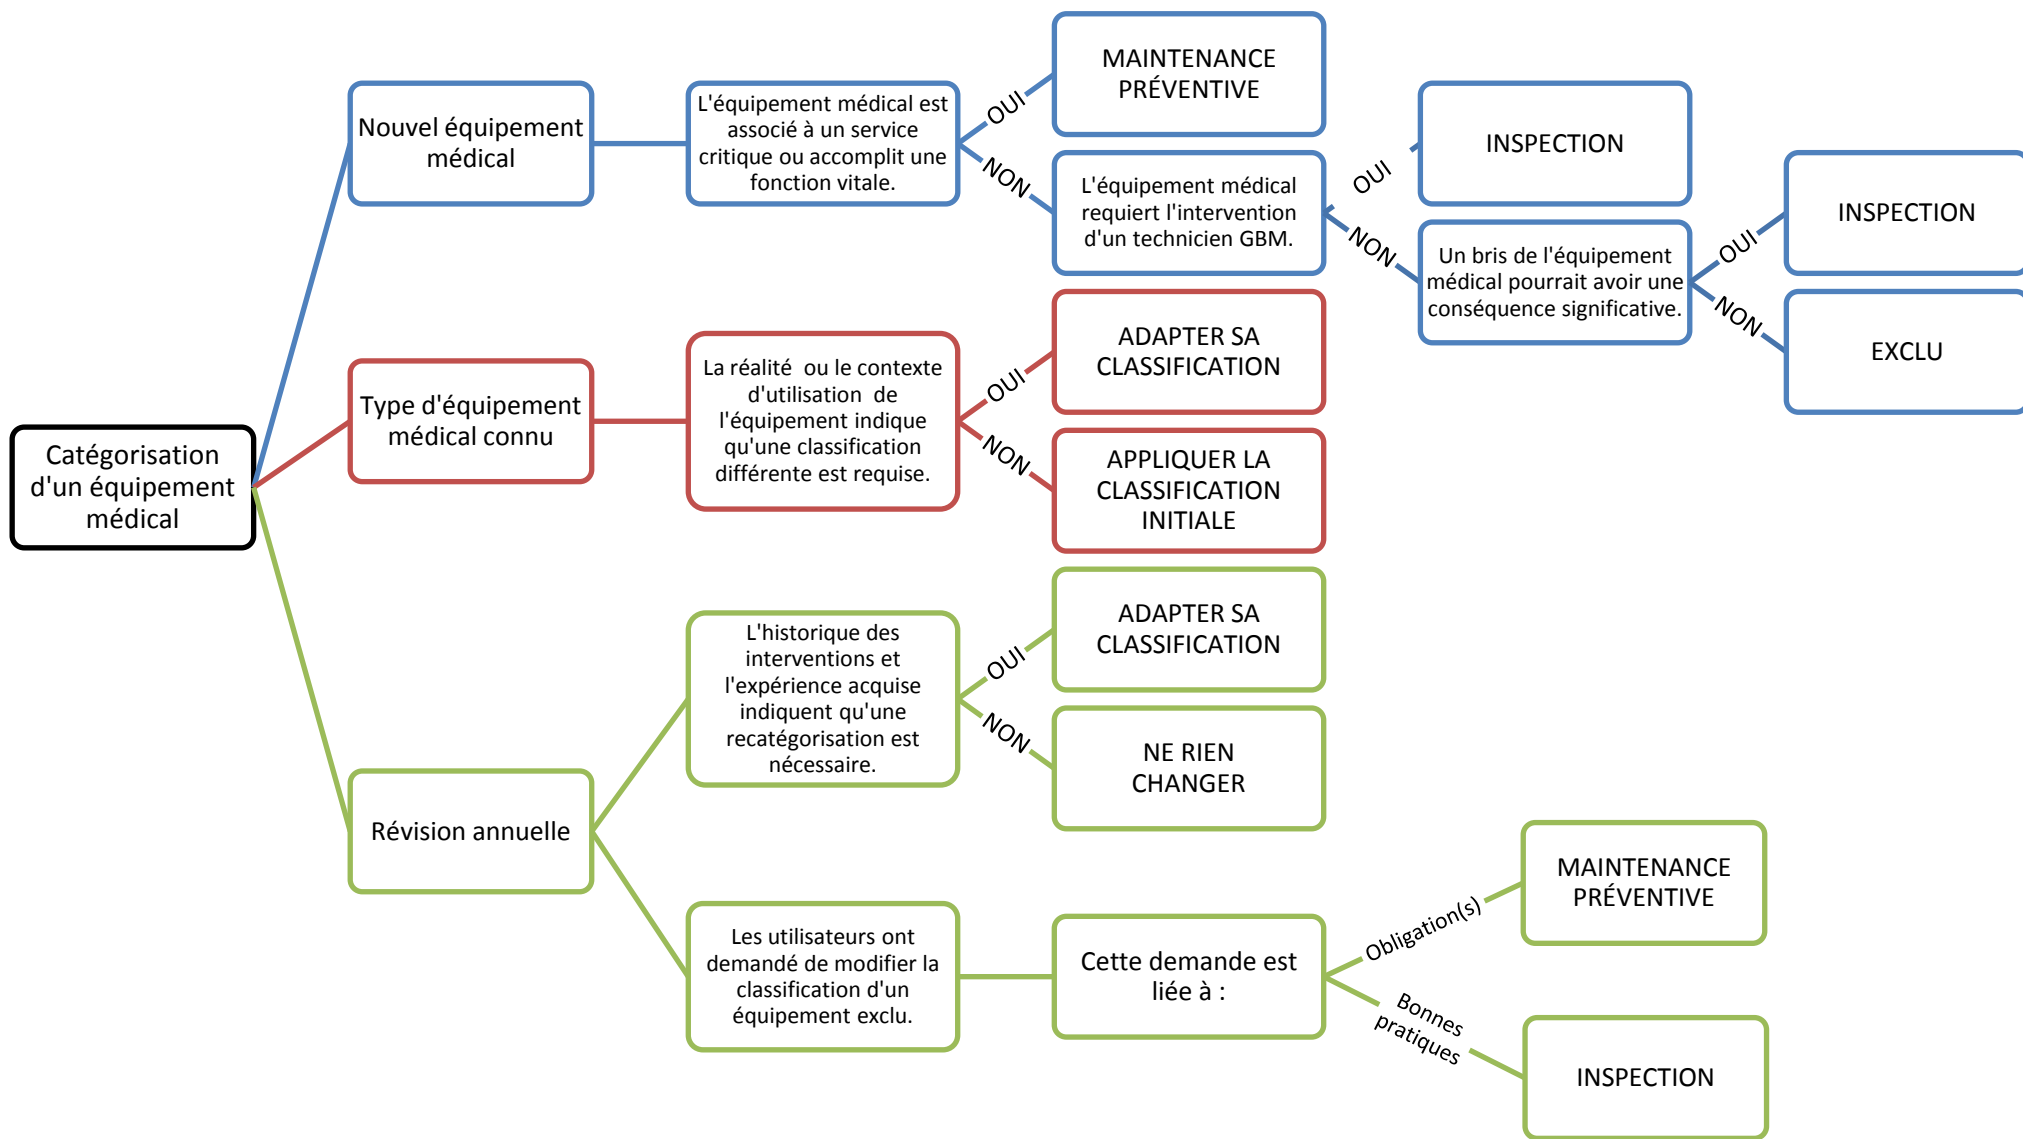 Catégorisation
d'un équipement
médical
Nouvel équipement
médical
L'équipement médical est
associé à un service
critique ou accomplit une
fonction vitale.
OUI
MAINTENANCE
PRÉVENTIVE
NON
L'équipement médical
requiert l'intervention
d'un technicien GBM.
OUI
INSPECTION
NON
Un bris de l'équipement
médical pourrait avoir une
conséquence significative.
OUI
INSPECTION
NON
EXCLU
Type d'équipement
médical connu
La réalité ou le contexte
d'utilisation de
l'équipement indique
qu'une classification
différente est requise.
OUI
ADAPTER SA
CLASSIFICATION
NON
APPLIQUER LA
CLASSIFICATION
INITIALE
Révision annuelle
L'historique des
interventions et
l'expérience acquise
indiquent qu'une
recatégorisation est
nécessaire.
OUI
ADAPTER SA
CLASSIFICATION
NON
NE RIEN
CHANGER
Les utilisateurs ont
demandé de modifier la
classification d'un
équipement exclu.
Cette demande est
liée à :
Obligation(s)
MAINTENANCE
PRÉVENTIVE
Bonnes
pratiques
INSPECTION